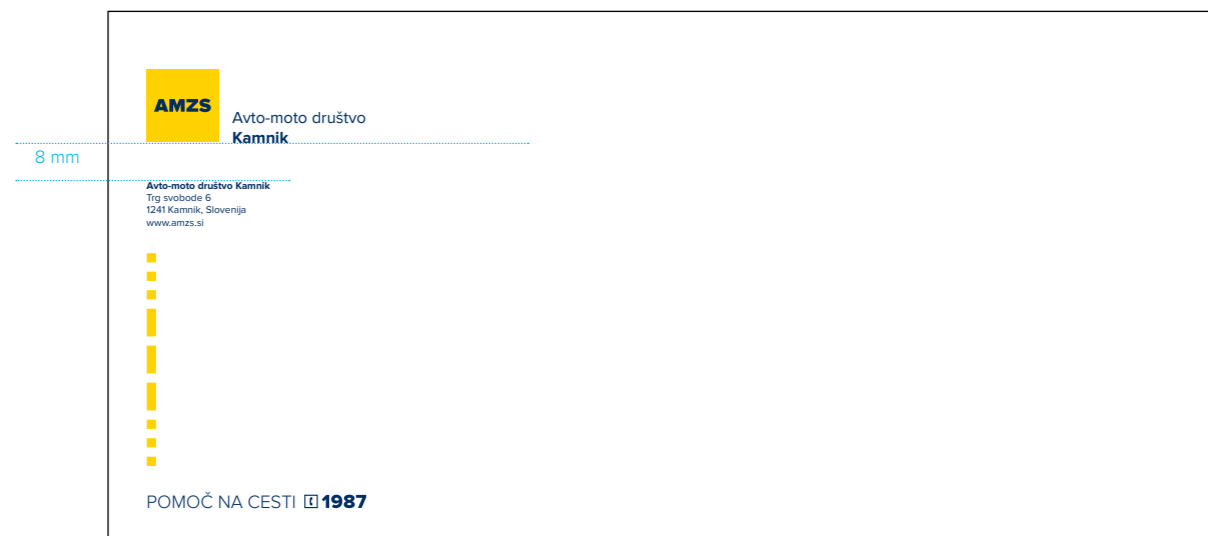 AMZS
Avto-moto društvo
Kamnik
8 mm
Avto-moto društvo Kamnik
Trg svobode 6
1241 Kamnik, Slovenija
www.amzs.si
POMOČ NA CESTI 1987